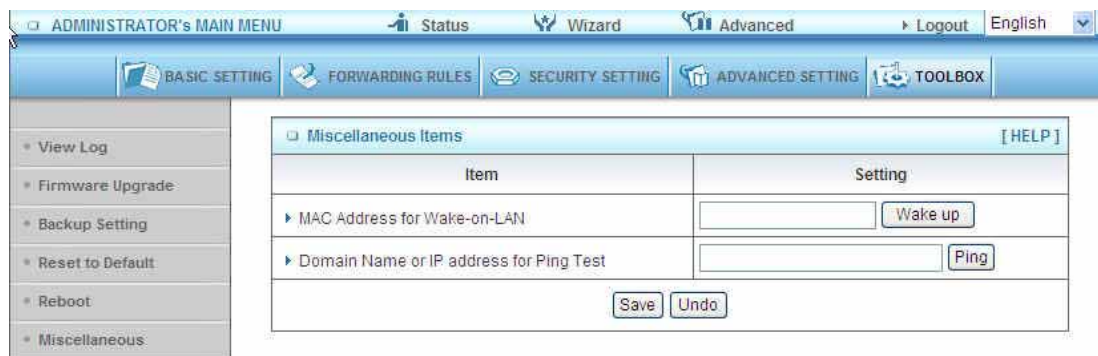 ADMINISTRATOR's MAIN MENU Status Wizard Advanced Logout English
BASIC SETTING FORWARDING RULES SECURITY SETTING ADVANCED SETTING TOOLBOX
View Log
Firmware Upgrade
Backup Setting
Reset to Default
Reboot
Miscellaneous
Miscellaneous Items [ HELP ]
Item Setting
MAC Address for Wake-on-LAN Wake up
Domain Name or IP address for Ping Test Ping
Save Undo